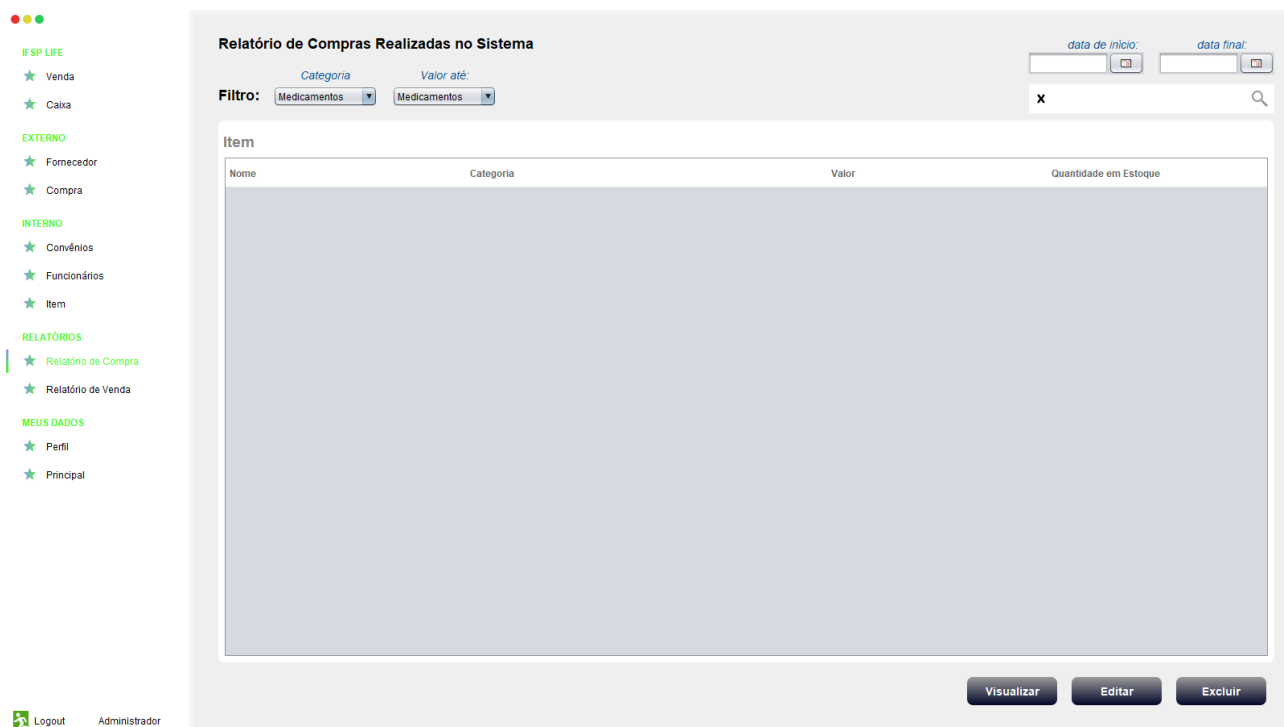 IFSP LIFE
Venda
Caixa
EXTERNO
Fornecedor
Compra
INTERNO
Convênios
Funcionários
Item
RELATÓRIOS
Relatório de Compra
Relatório de Venda
MEUS DADOS
Perfil
Principal
Logout Administrador
Relatório de Compras Realizadas no Sistema
data de início: data final:
Categoria Valor até:
Filtro: Medicamentos Medicamentos
x
Item
Nome Categoria Valor Quantidade em Estoque
Visualizar Editar Excluir